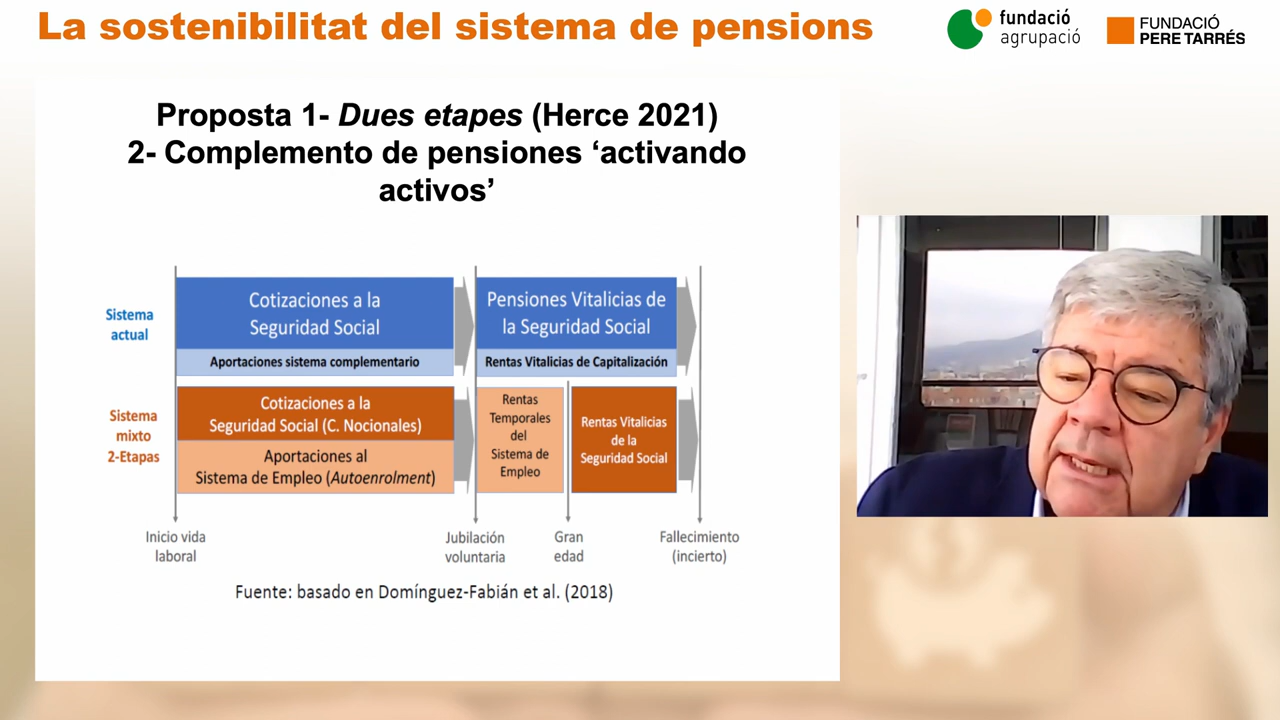 La sostenibilitat del sistema de pensions
fundació
agrupació
FUNDACIÓ
PERE TARRÉS
Proposta 1- Dues etapes (Herce 2021)
2- Complemento de pensiones ‘activando
activos’
Sistema
actual
Cotizaciones a la
Seguridad Social
Pensiones Vitalicias de
la Seguridad Social
Aportaciones sistema complementario
Rentas Vitalicias de Capitalización
Sistema
mixto
2-Etapas
Cotizaciones a la
Seguridad Social (C. Nocionales)
Aportaciones al
Sistema de Empleo (Autoenrolment)
Rentas
Temporales
del
Sistema de
Empleo
Rentas Vitalicias
de la
Seguridad Social
Inicio vida
laboral
Jubilación
voluntaria
Gran
edad
Fallecimiento
(incierto)
Fuente: basado en Domínguez-Fabián et al. (2018)